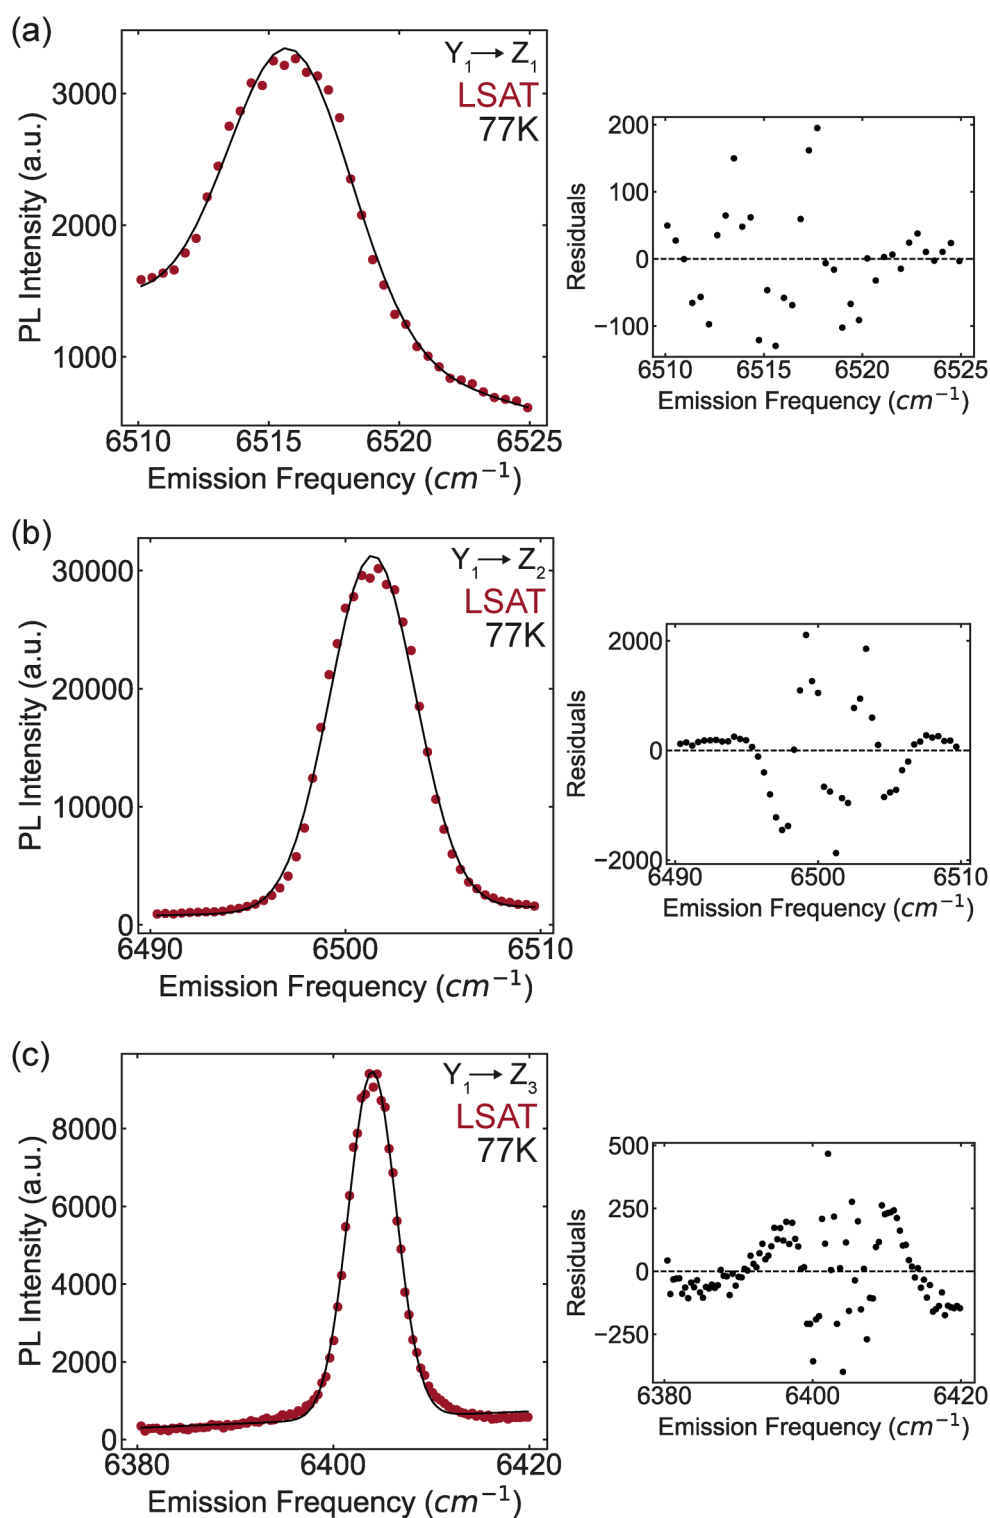 (a)
Y1→ Z1
LSAT
77K
PL Intensity (a.u.)
3000
2000
1000
6510 6515 6520 6525
Emission Frequency (cm−1)
Residuals
200
100
0
−100
6510 6515 6520 6525
Emission Frequency (cm−1)
(b)
Y1→ Z2
LSAT
77K
PL Intensity (a.u.)
30000
20000
10000
0
6490 6500 6510
Emission Frequency (cm−1)
Residuals
2000
0
−2000
6490 6500 6510
Emission Frequency (cm−1)
(c)
Y1→ Z3
LSAT
77K
PL Intensity (a.u.)
8000
6000
4000
2000
0
6380 6400 6420
Emission Frequency (cm−1)
Residuals
500
250
0
−250
6380 6400 6420
Emission Frequency (cm−1)